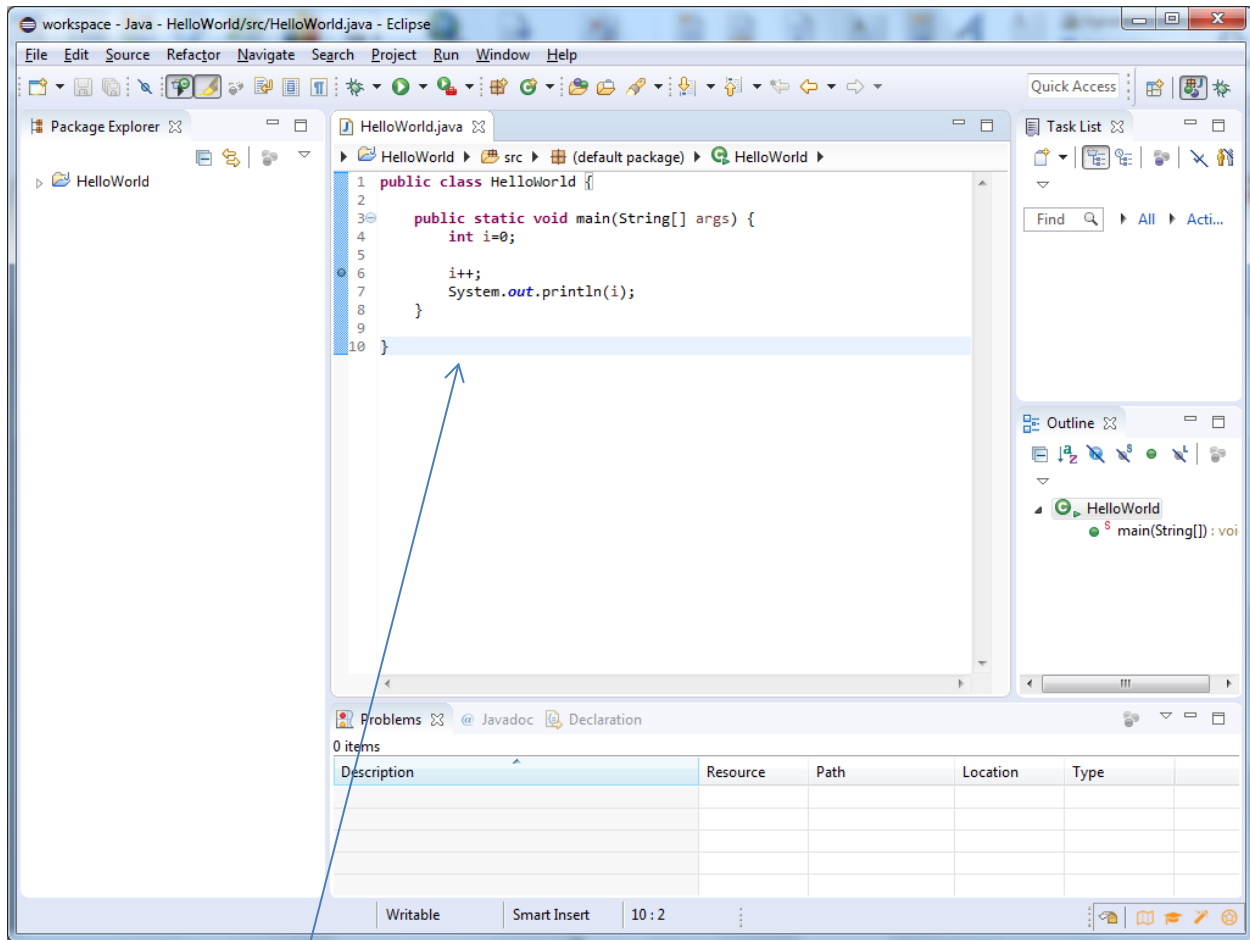 workspace - Java - HelloWorld/src/HelloWorld.java - Eclipse
File Edit Source Refactor Navigate Search Project Run Window Help
Quick Access
Package Explorer
HelloWorld
HelloWorld.java
HelloWorld src (default package) HelloWorld
1 public class HelloWorld {
2
3 public static void main(String[] args) {
4 int i=0;
5
6 i++;
7 System.out.println(i);
8 }
9
10 }
Task List
Find All Acti...
Outline
HelloWorld
main(String[]) : voi
Problems @ Javadoc Declaration
0 items
Description Resource Path Location Type
Writable Smart Insert 10 : 2